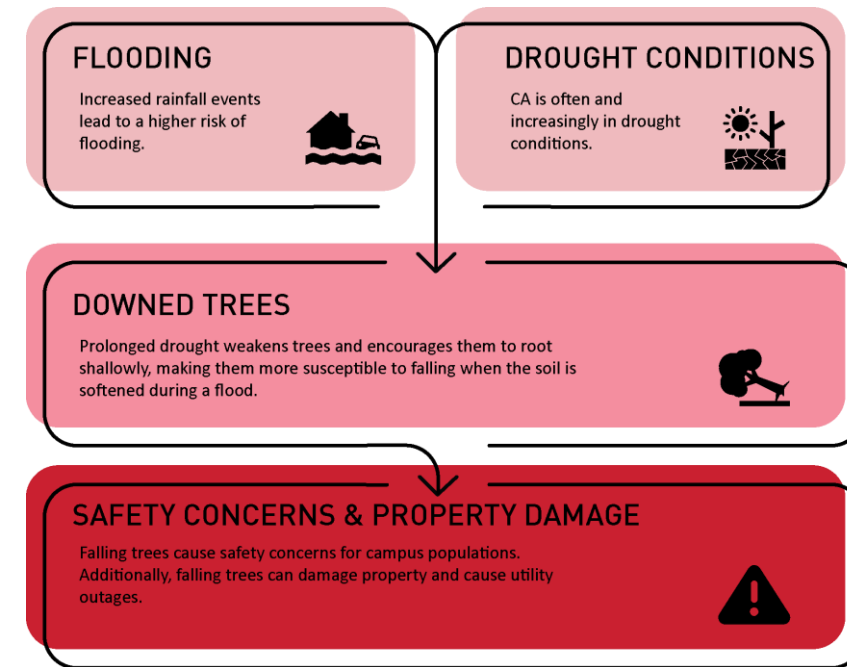 FLOODING
Increased rainfall events
lead to a higher risk of
flooding.
DROUGHT CONDITIONS
CA is often and
increasingly in drought
conditions.
DOWNED TREES
Prolonged drought weakens trees and encourages them to root
shallowly, making them more susceptible to falling when the soil is
softened during a flood.
SAFETY CONCERNS & PROPERTY DAMAGE
Falling trees cause safety concerns for campus populations.
Additionally, falling trees can damage property and cause utility
outages.